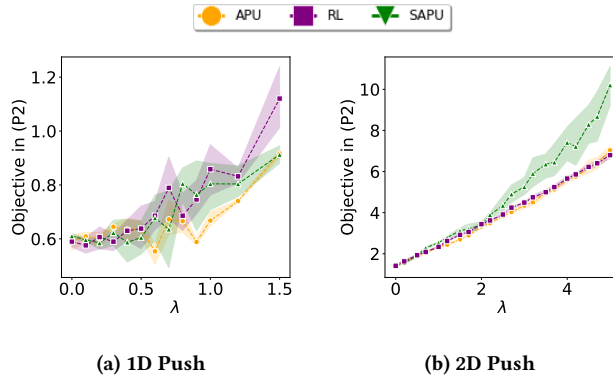 APU RL SAPU
Objective in (P2)
1.2
1.0
0.8
0.6
0.0 0.5 1.0 1.5
λ
(a) 1D Push
Objective in (P2)
10
8
6
4
2
0 2 4
λ
(b) 2D Push